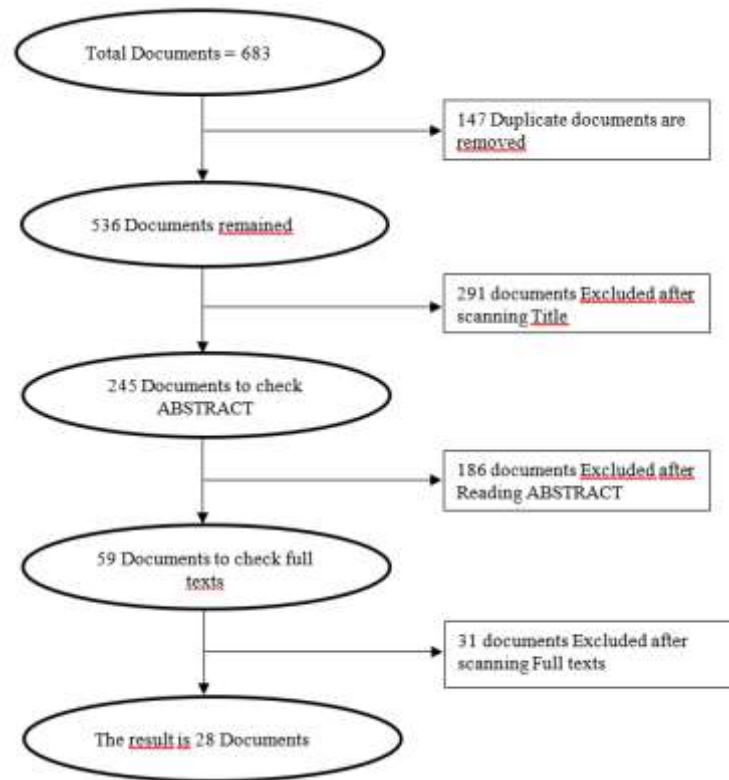 Total Documents = 683
147 Duplicate documents are
removed
536 Documents remained
291 documents Excluded after
scanning Title
245 Documents to check
ABSTRACT
186 documents Excluded after
Reading ABSTRACT
59 Documents to check full
texts
31 documents Excluded after
scanning Full texts
The result is 28 Documents